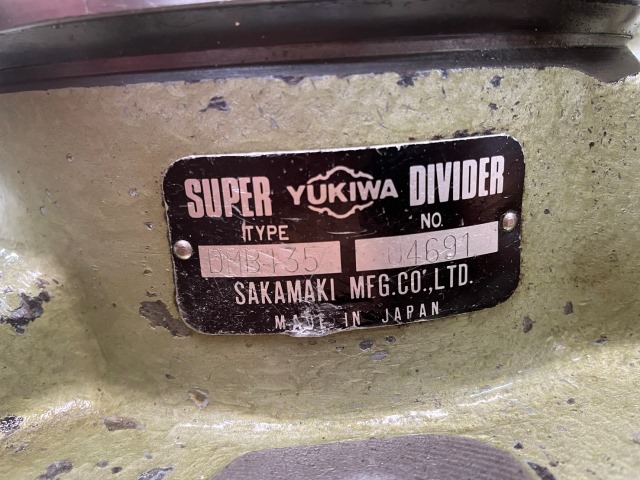 SUPER YUKIWA DIVIDER
TYPE NO.
DMB135 04691
SAKAMAKI MFG.CO.,LTD.
MADE IN JAPAN